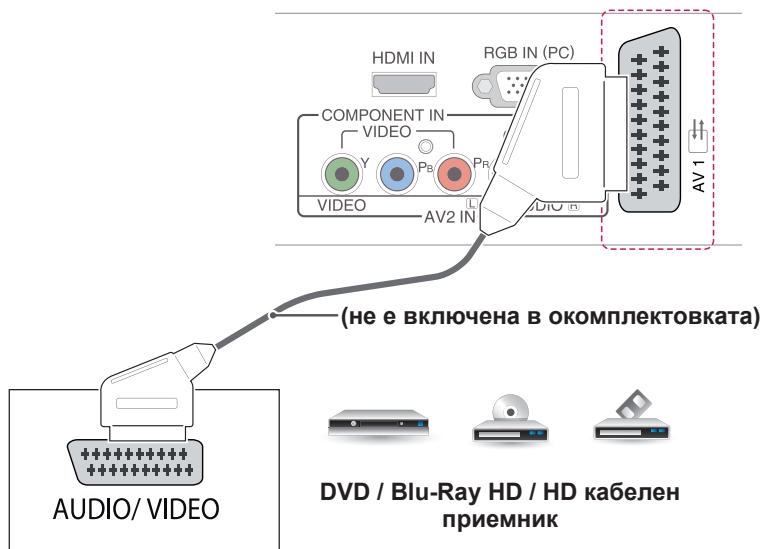 HDMI IN
RGB IN (PC)
COMPONENT IN
VIDEO
Y
PB
PR
VIDEO
L
R
AV2 IN
AV 1
(не е включена в окомплектовката)
DVD / Blu-Ray HD / HD кабелен
приемник
AUDIO/ VIDEO